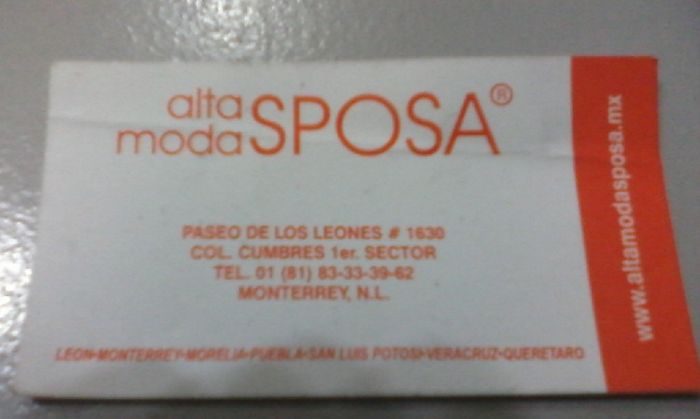 alta
moda SPOSA®
PASEO DE LOS LEONES # 1630
COL. CUMBRES 1er. SECTOR
TEL. 01 (81) 83-33-39-62
MONTERREY, N.L.
LEON•MONTERREY•MORELIA•PUEBLA•SAN LUIS POTOSI•VERACRUZ•QUERETARO
www.altamodasposa.mx